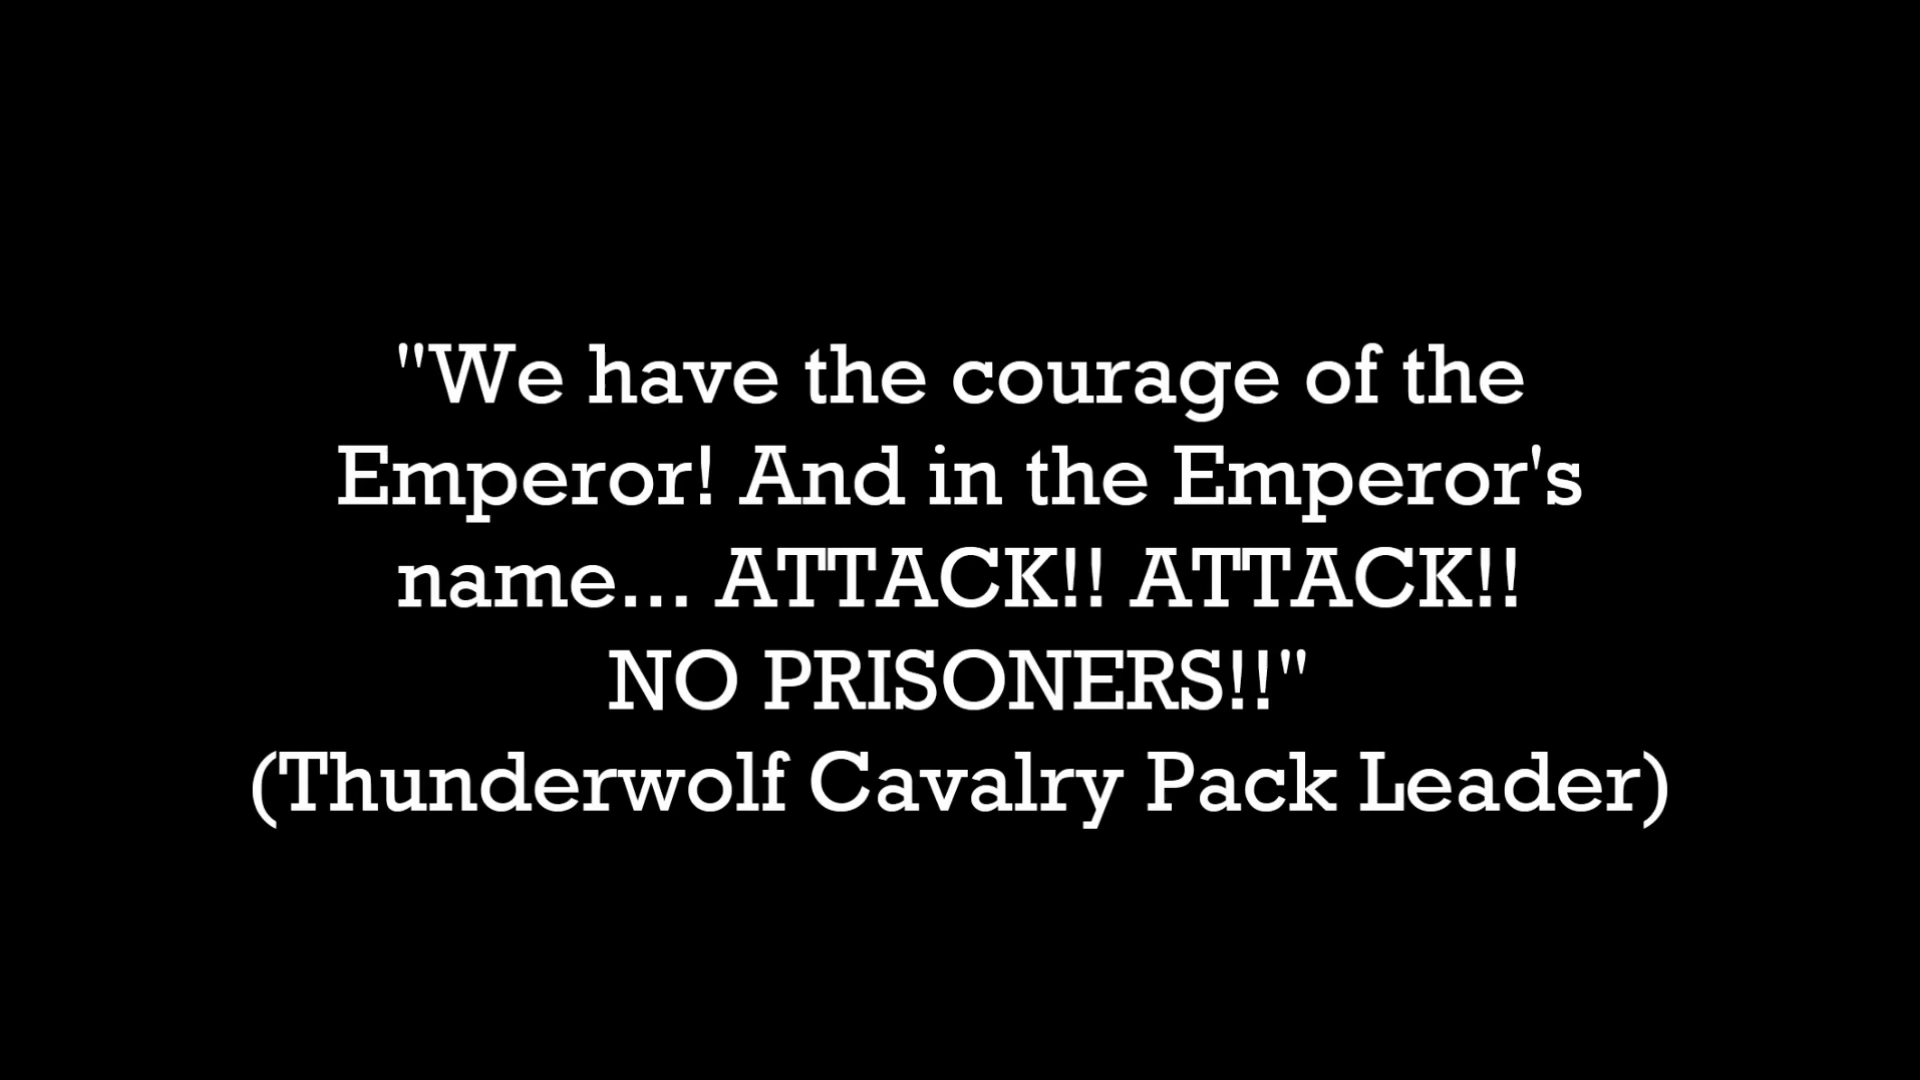 "We have the courage of the
Emperor! And in the Emperor's
name... ATTACK!! ATTACK!!
NO PRISONERS!!"
(Thunderwolf Cavalry Pack Leader)